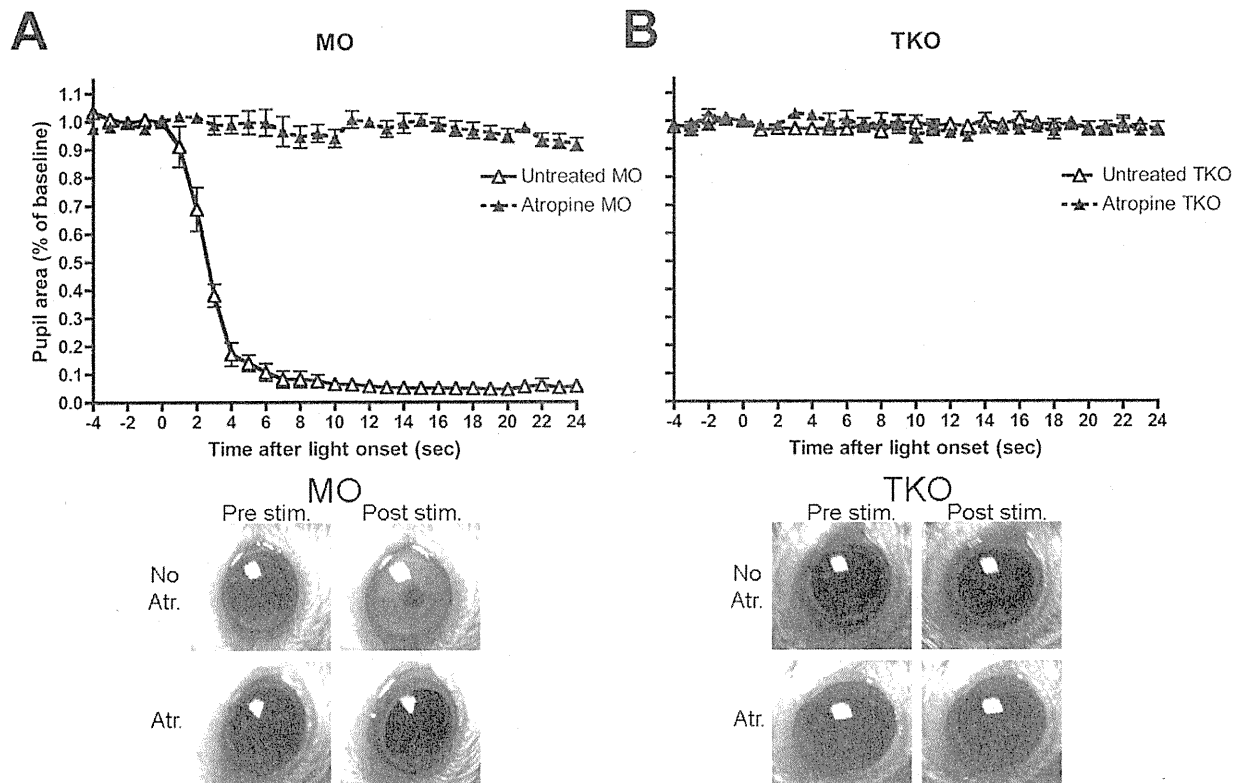 A
MO
1.1
1.0
0.9
0.8
0.7
0.6
0.5
0.4
0.3
0.2
0.1
0.0
Pupil area (% of baseline)
Untreated MO
Atropine MO
-4 -2 0 2 4 6 8 10 12 14 16 18 20 22 24
Time after light onset (sec)
B
TKO
Untreated TKO
Atropine TKO
-4 -2 0 2 4 6 8 10 12 14 16 18 20 22 24
Time after light onset (sec)
MO
Pre stim. Post stim.
No
Atr.
Atr.
TKO
Pre stim. Post stim.
No
Atr.
Atr.